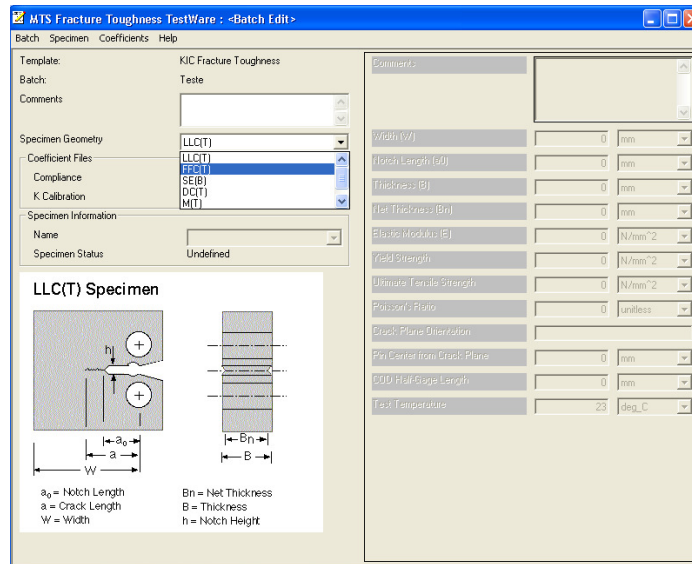 MTS Fracture Toughness TestWare : <Batch Edit>
Batch Specimen Coefficients Help
Template: KIC Fracture Toughness
Batch: Teste
Comments
Specimen Geometry LLC(T)
LLC(T)
FFC(T)
SE(B)
DC(T)
M(T)
Coefficient Files
Compliance
K Calibration
Specimen Information
Name
Specimen Status Undefined
LLC(T) Specimen
h
a₀
a
W
Bn
B
a₀ = Notch Length
a = Crack Length
W = Width
Bn = Net Thickness
B = Thickness
h = Notch Height
Comments
Width (W) 0 mm
Notch Length (a0) 0 mm
Thickness (B) 0 mm
Net Thickness (Bn) 0 mm
Elastic Modulus (E) 0 N/mm^2
Yield Strength 0 N/mm^2
Ultimate Tensile Strength 0 N/mm^2
Poisson's Ratio 0 unitless
Crack Plane Orientation
Pin Center from Crack Plane 0 mm
COD Half-Gage Length 0 mm
Test Temperature 23 deg_C